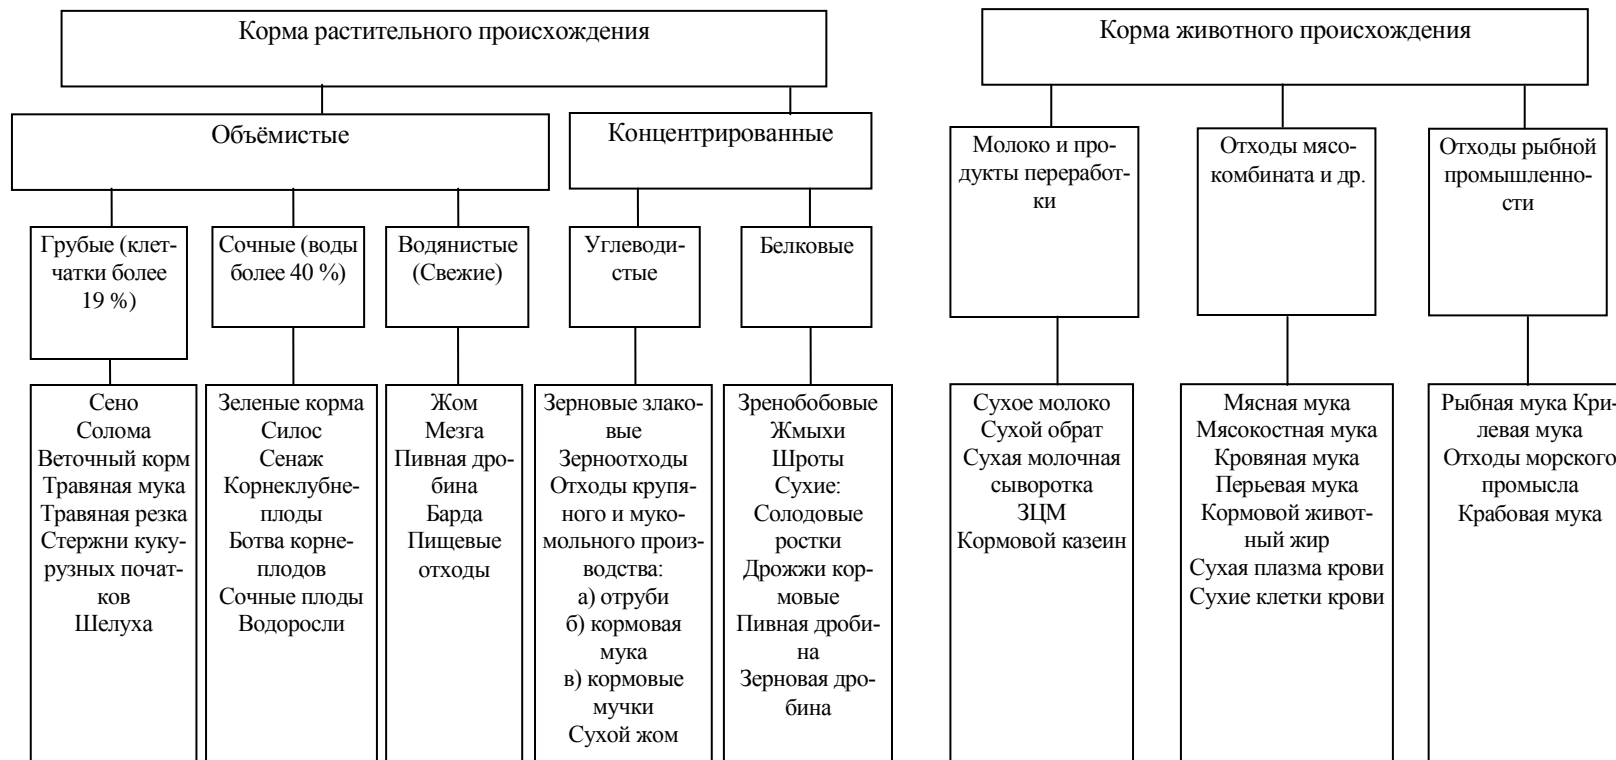 Корма растительного происхождения
Корма животного происхождения
Объёмистые
Концентрированные
Молоко и про-
дукты переработ-
ки
Отходы мясо-
комбината и др.
Отходы рыбной
промышленно-
сти
Грубые (клет-
чатки более
19 %)
Сочные (воды
более 40 %)
Водянистые
(Свежие)
Углеводи-
стые
Белковые
Сено
Солома
Веточный корм
Травяная мука
Травяная резка
Стержни куку-
рузных почат-
ков
Шелуха
Зеленые корма
Силос
Сенаж
Корнеклубне-
плоды
Ботва корне-
плодов
Сочные плоды
Водоросли
Жом
Мезга
Пивная дро-
бина
Барда
Пищевые
отходы
Зерновые злако-
вые
Зерноотходы
Отходы крупя-
ного и муко-
мольного произ-
водства:
а) отруби
б) кормовая
мука
в) кормовые
мучки
Сухой жом
Зренобобовые
Жмыхи
Шроты
Сухие:
Солодовые
ростки
Дрожжи кор-
мовые
Пивная дроби-
на
Зерновая дро-
бина
Сухое молоко
Сухой обрат
Сухая молочная
сыворотка
ЗЦМ
Кормовой казеин
Мясная мука
Мясокостная мука
Кровяная мука
Перьевая мука
Кормовой живот-
ный жир
Сухая плазма крови
Сухие клетки крови
Рыбная мука Кри-
левая мука
Отходы морского
промысла
Крабовая мука